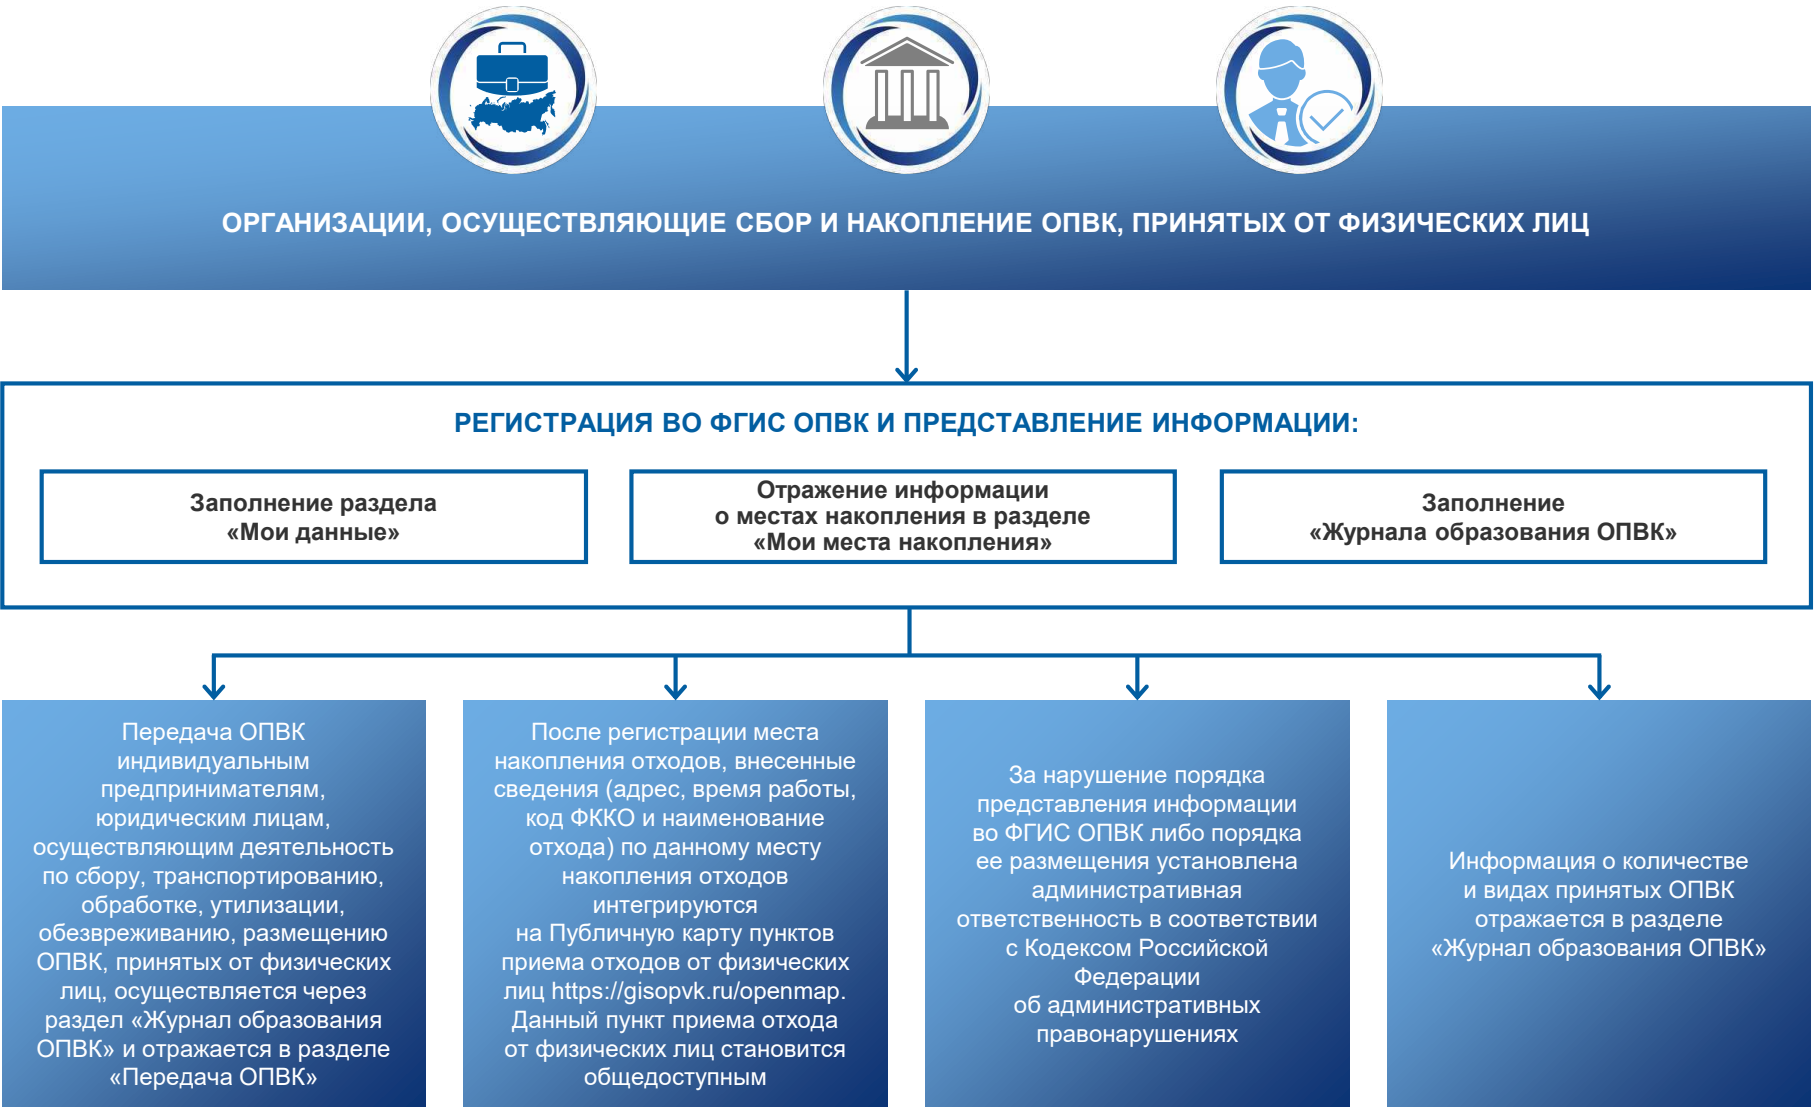 ОРГАНИЗАЦИИ, ОСУЩЕСТВЛЯЮЩИЕ СБОР И НАКОПЛЕНИЕ ОПВК, ПРИНЯТЫХ ОТ ФИЗИЧЕСКИХ ЛИЦ
РЕГИСТРАЦИЯ ВО ФГИС ОПВК И ПРЕДСТАВЛЕНИЕ ИНФОРМАЦИИ:
Заполнение раздела
«Мои данные»
Отражение информации
о местах накопления в разделе
«Мои места накопления»
Заполнение
«Журнала образования ОПВК»
Передача ОПВК
индивидуальным
предпринимателям,
юридическим лицам,
осуществляющим деятельность
по сбору, транспортированию,
обработке, утилизации,
обезвреживанию, размещению
ОПВК, принятых от физических
лиц, осуществляется через
раздел «Журнал образования
ОПВК» и отражается в разделе
«Передача ОПВК»
После регистрации места
накопления отходов, внесенные
сведения (адрес, время работы,
код ФККО и наименование
отхода) по данному месту
накопления отходов
интегрируются
на Публичную карту пунктов
приема отходов от физических
лиц https://gisopvk.ru/openmap.
Данный пункт приема отхода
от физических лиц становится
общедоступным
За нарушение порядка
представления информации
во ФГИС ОПВК либо порядка
ее размещения установлена
административная
ответственность в соответствии
с Кодексом Российской
Федерации
об административных
правонарушениях
Информация о количестве
и видах принятых ОПВК
отражается в разделе
«Журнал образования ОПВК»